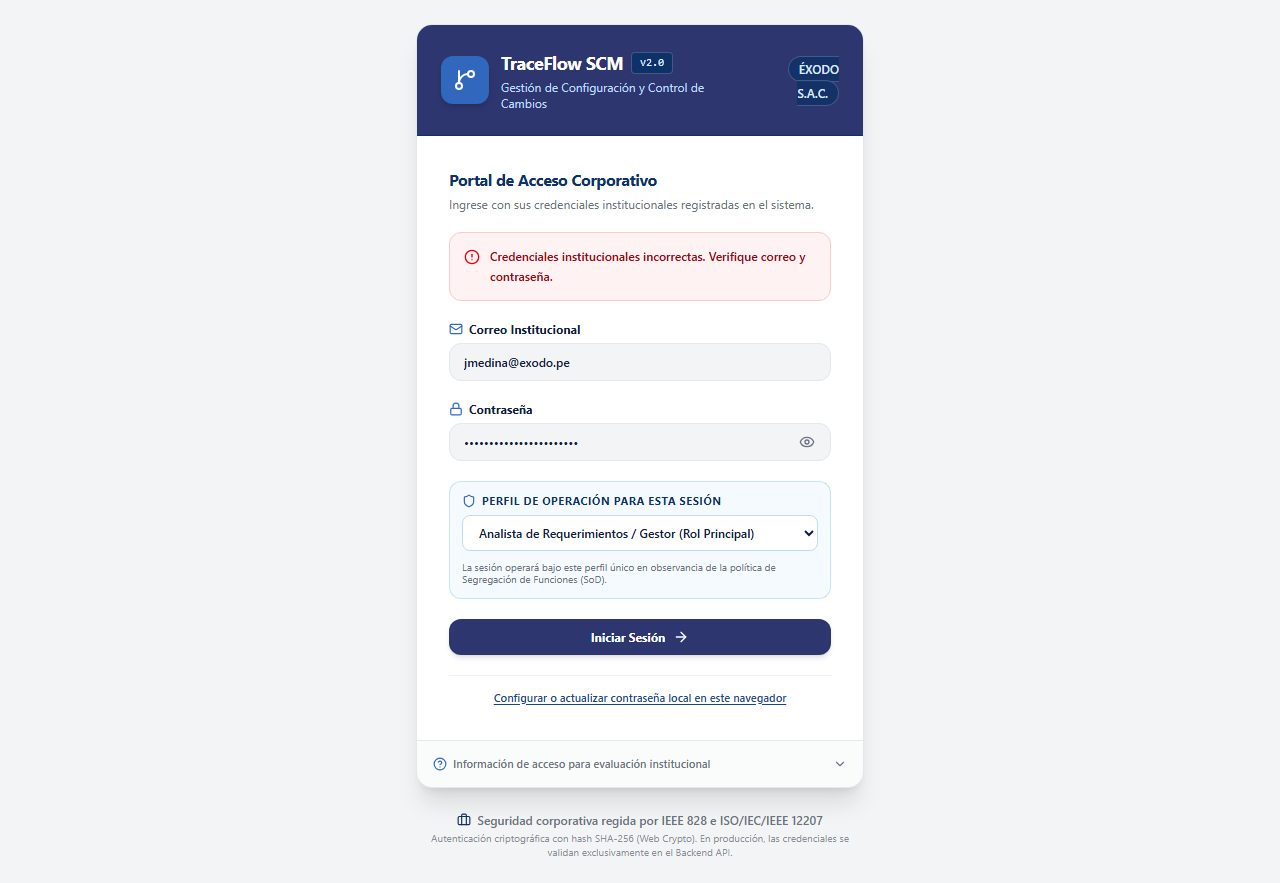 TraceFlow SCM v2.0
Gestión de Configuración y Control de
Cambios
ÉXODO
S.A.C.
Portal de Acceso Corporativo
Ingrese con sus credenciales institucionales registradas en el sistema.
Credenciales institucionales incorrectas. Verifique correo y
contraseña.
Correo Institucional
jmedina@exodo.pe
Contraseña
•••••••••••••••••••••••
PERFIL DE OPERACIÓN PARA ESTA SESIÓN
Analista de Requerimientos / Gestor (Rol Principal)
La sesión operará bajo este perfil único en observancia de la política de
Segregación de Funciones (SoD).
Iniciar Sesión
Configurar o actualizar contraseña local en este navegador
Información de acceso para evaluación institucional
Seguridad corporativa regida por IEEE 828 e ISO/IEC/IEEE 12207
Autenticación criptográfica con hash SHA-256 (Web Crypto). En producción, las credenciales se
validan exclusivamente en el Backend API.